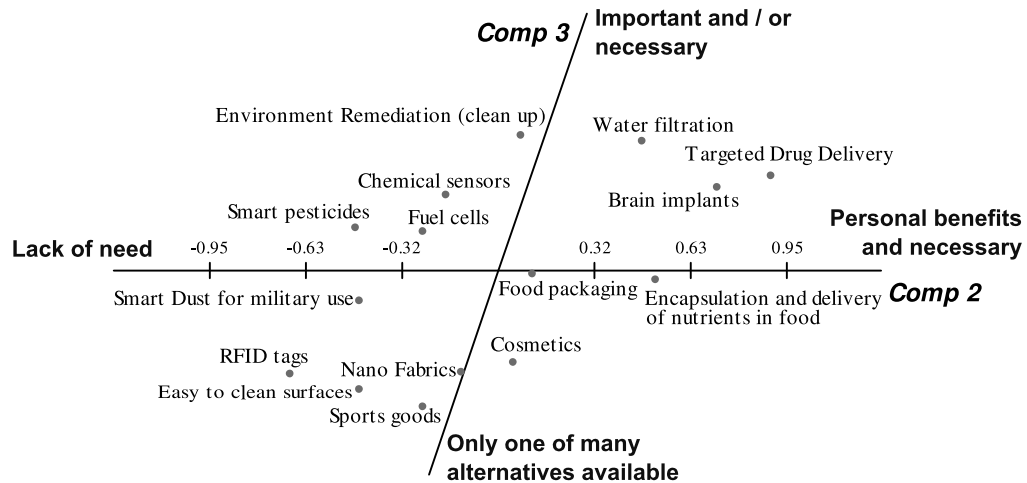 Comp 3
Important and / or
necessary
Environment Remediation (clean up)
Water filtration
Targeted Drug Delivery
Chemical sensors
Brain implants
Smart pesticides
Fuel cells
Personal benefits
and necessary
Lack of need
-0.95
-0.63
-0.32
0.32
0.63
0.95
Comp 2
Food packaging
Encapsulation and delivery
of nutrients in food
Smart Dust for military use
Cosmetics
RFID tags
Nano Fabrics
Easy to clean surfaces
Sports goods
Only one of many
alternatives available